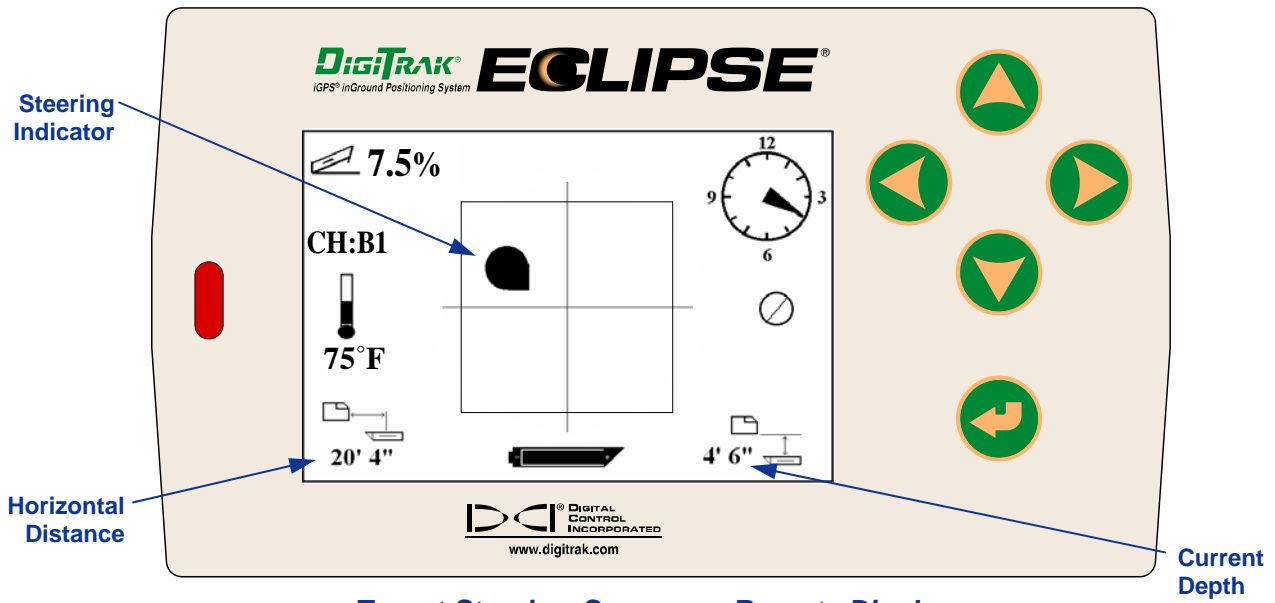 DIGITRAK® ECLIPSE®
iGPS® inGround Positioning System
Steering
Indicator
7.5%
12
9
3
6
CH:B1
75°F
20' 4"
4' 6"
Horizontal
Distance
Current
Depth
DCI® DIGITAL
CONTROL
INCORPORATED
www.digitrak.com